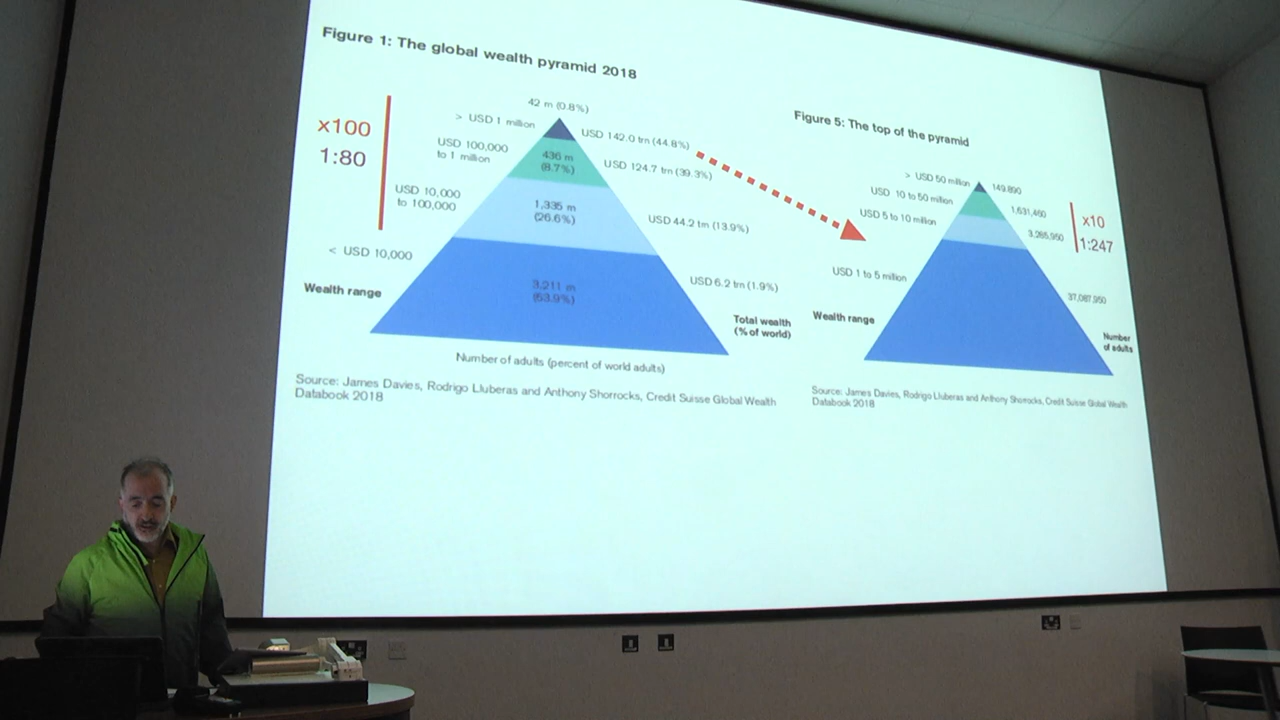 Figure 1: The global wealth pyramid 2018
42 m (0.8%)
> USD 1 million
USD 142.0 trn (44.8%)
x100
1:80
USD 100,000
to 1 million
436 m
(8.7%)
USD 124.7 trn (39.3%)
USD 10,000
to 100,000
1,335 m
(26.6%)
USD 44.2 trn (13.9%)
< USD 10,000
3,211 m
(63.9%)
USD 6.2 trn (1.9%)
Wealth range
Total wealth
(% of world)
Number of adults (percent of world adults)
Source: James Davies, Rodrigo Lluberas and Anthony Shorrocks, Credit Suisse Global Wealth
Databook 2018
Figure 5: The top of the pyramid
> USD 50 million
149,890
USD 10 to 50 million
1,631,460
USD 5 to 10 million
3,285,950
x10
1:247
USD 1 to 5 million
37,087,950
Wealth range
Number
of adults
Source: James Davies, Rodrigo Lluberas and Anthony Shorrocks, Credit Suisse Global Wealth
Databook 2018